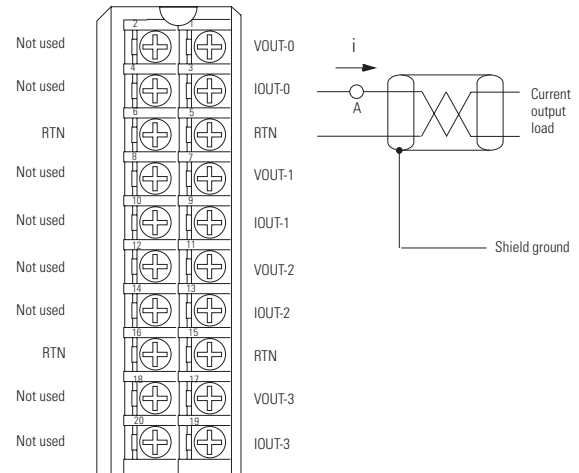 2 1
Not used VOUT-0
4 3
Not used IOUT-0
6 5
RTN RTN
8 7
Not used VOUT-1
10 9
Not used IOUT-1
12 11
Not used VOUT-2
14 13
Not used IOUT-2
16 15
RTN RTN
18 17
Not used VOUT-3
20 19
Not used IOUT-3
i
A
Current
output
load
Shield ground